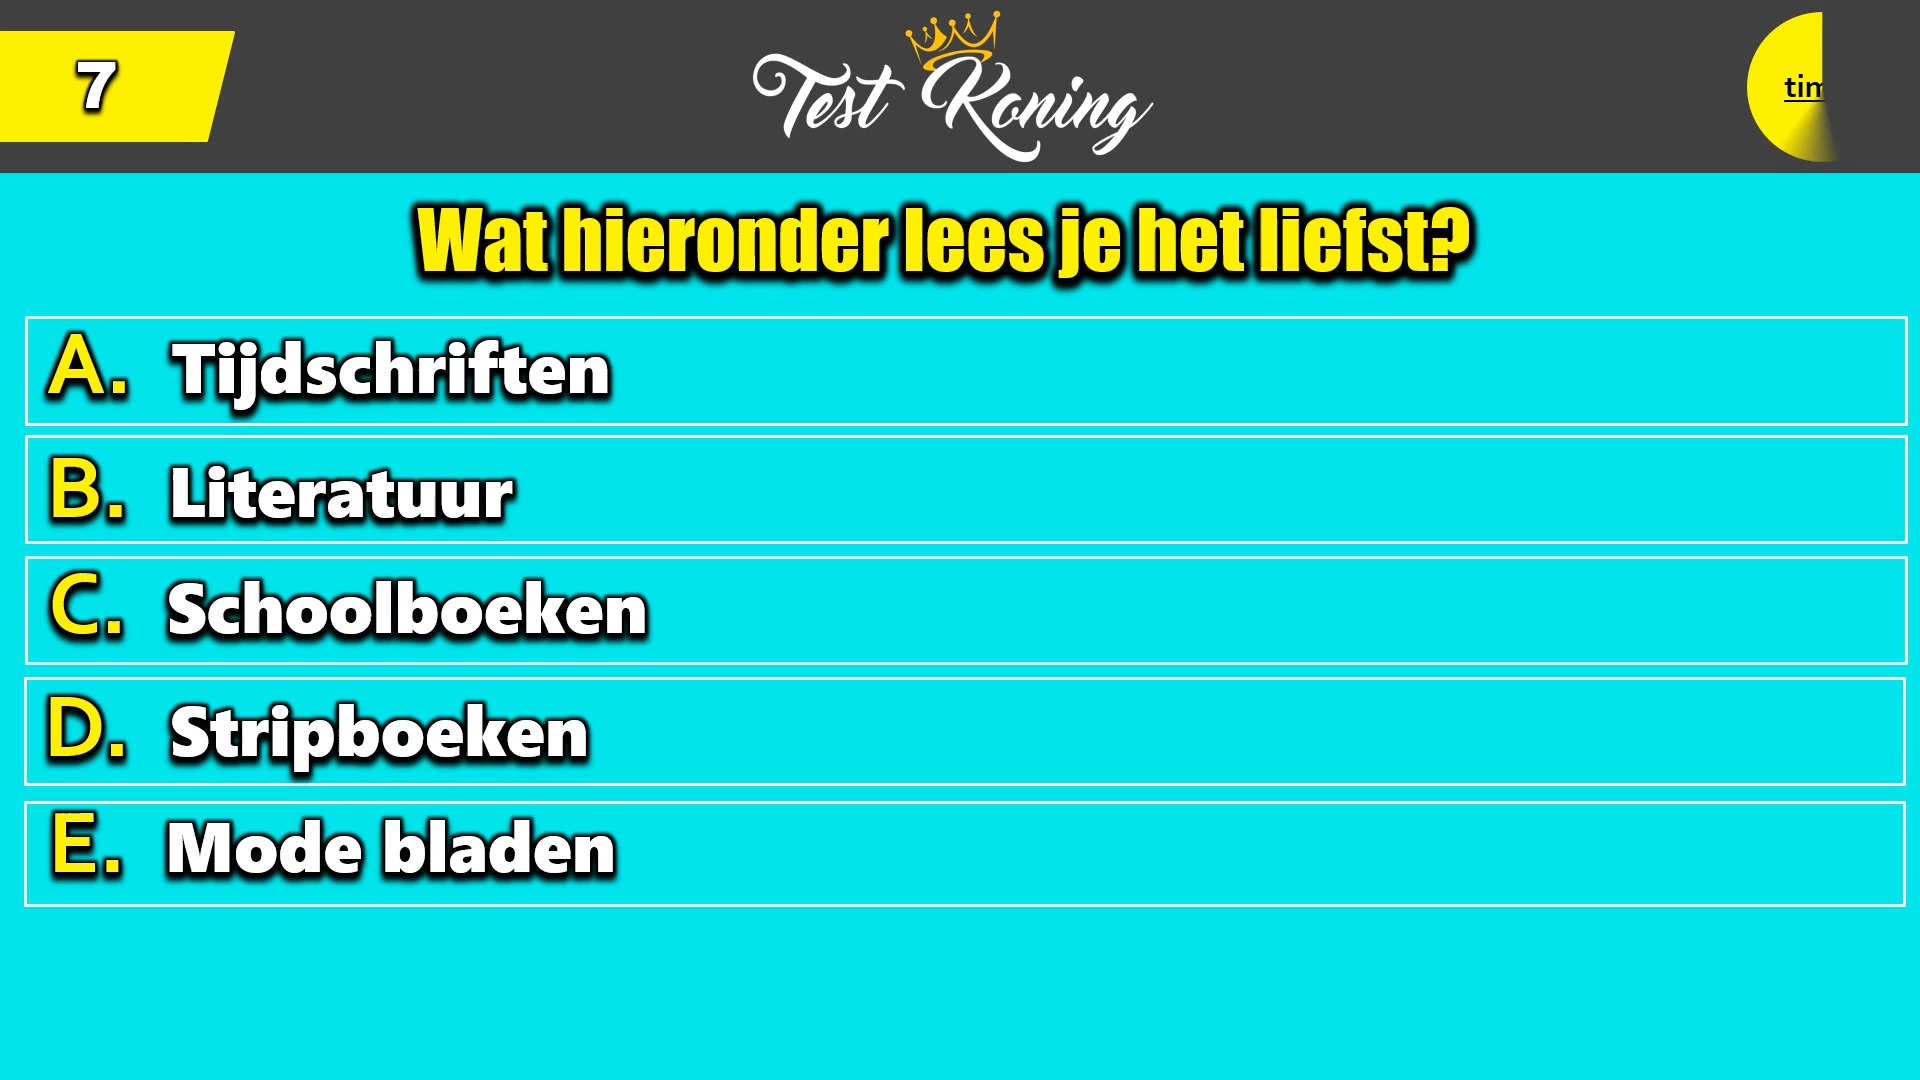 7
Test Koning
tim
Wat hieronder lees je het liefst?
A. Tijdschriften
B. Literatuur
C. Schoolboeken
D. Stripboeken
E. Mode bladen